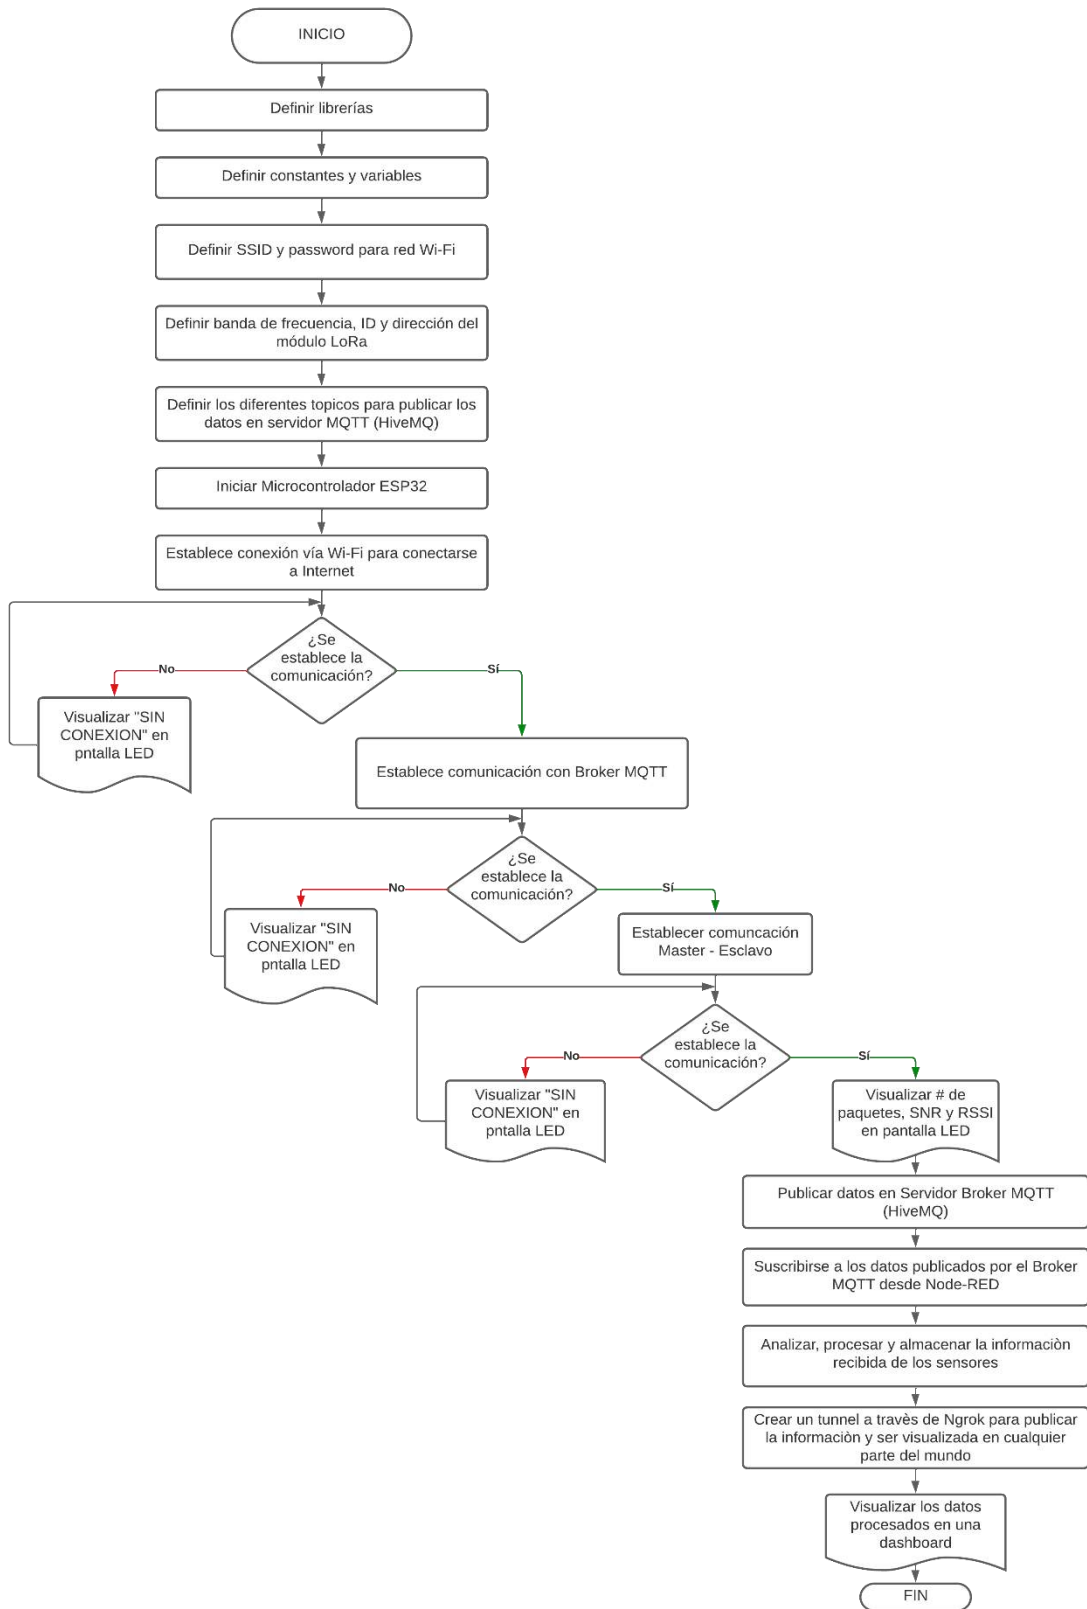 INICIO
Definir librerías
Definir constantes y variables
Definir SSID y password para red Wi-Fi
Definir banda de frecuencia, ID y dirección del
módulo LoRa
Definir los diferentes topicos para publicar los
datos en servidor MQTT (HiveMQ)
Iniciar Microcontrolador ESP32
Establece conexión vía Wi-Fi para conectarse
a Internet
¿Se
establece la
comunicación?
No
Sí
Visualizar "SIN
CONEXION" en
pntalla LED
Establece comunicación con Broker MQTT
¿Se
establece la
comunicación?
No
Sí
Visualizar "SIN
CONEXION" en
pntalla LED
Establecer comuncación
Master - Esclavo
¿Se
establece la
comunicación?
No
Sí
Visualizar "SIN
CONEXION" en
pntalla LED
Visualizar # de
paquetes, SNR y RSSI
en pantalla LED
Publicar datos en Servidor Broker MQTT
(HiveMQ)
Suscribirse a los datos publicados por el Broker
MQTT desde Node-RED
Analizar, procesar y almacenar la informaciòn
recibida de los sensores
Crear un tunnel a travès de Ngrok para publicar
la informaciòn y ser visualizada en cualquier
parte del mundo
Visualizar los datos
procesados en una
dashboard
FIN